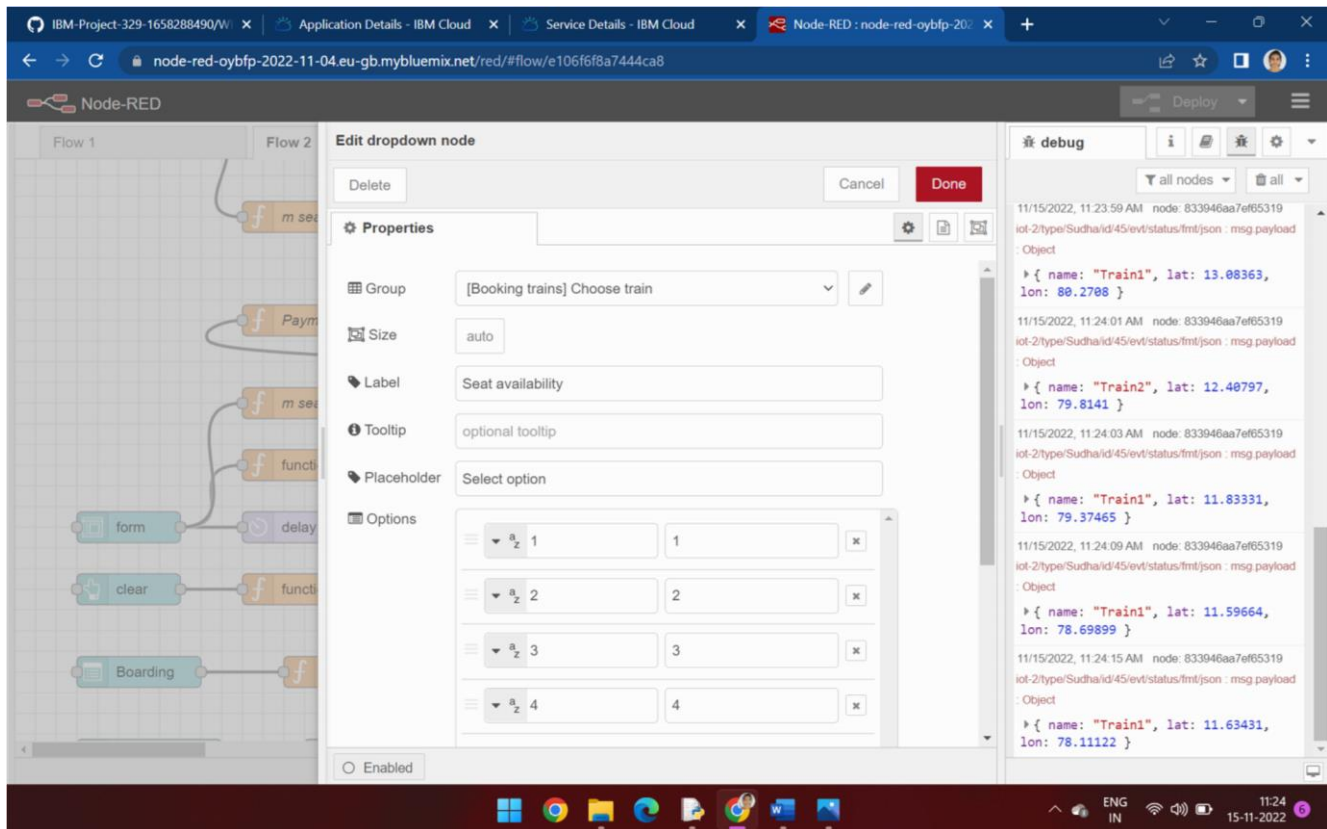 IBM-Project-329-1658288490/W
Application Details - IBM Cloud
Service Details - IBM Cloud
Node-RED : node-red-oybfp-202
node-red-oybfp-2022-11-04.eu-gb.mybluemix.net/red/#flow/e106f6f8a7444ca8
Node-RED
Deploy
Flow 1
Flow 2
m sea
Paym
m sea
functi
form
delay
clear
functi
Boarding
Edit dropdown node
Delete
Cancel
Done
Properties
Group
[Booking trains] Choose train
Size
auto
Label
Seat availability
Tooltip
optional tooltip
Placeholder
Select option
Options
1 1
2 2
3 3
4 4
Enabled
debug
all nodes
all
11/15/2022, 11:23:59 AM node: 833946aa7ef65319
iot-2/type/Sudha/id/45/evt/status/fmt/json : msg.payload
: Object
{ name: "Train1", lat: 13.08363,
lon: 80.2708 }
11/15/2022, 11:24:01 AM node: 833946aa7ef65319
iot-2/type/Sudha/id/45/evt/status/fmt/json : msg.payload
: Object
{ name: "Train2", lat: 12.40797,
lon: 79.8141 }
11/15/2022, 11:24:03 AM node: 833946aa7ef65319
iot-2/type/Sudha/id/45/evt/status/fmt/json : msg.payload
: Object
{ name: "Train1", lat: 11.83331,
lon: 79.37465 }
11/15/2022, 11:24:09 AM node: 833946aa7ef65319
iot-2/type/Sudha/id/45/evt/status/fmt/json : msg.payload
: Object
{ name: "Train1", lat: 11.59664,
lon: 78.69899 }
11/15/2022, 11:24:15 AM node: 833946aa7ef65319
iot-2/type/Sudha/id/45/evt/status/fmt/json : msg.payload
: Object
{ name: "Train1", lat: 11.63431,
lon: 78.11122 }
ENG
IN
11:24
15-11-2022
6